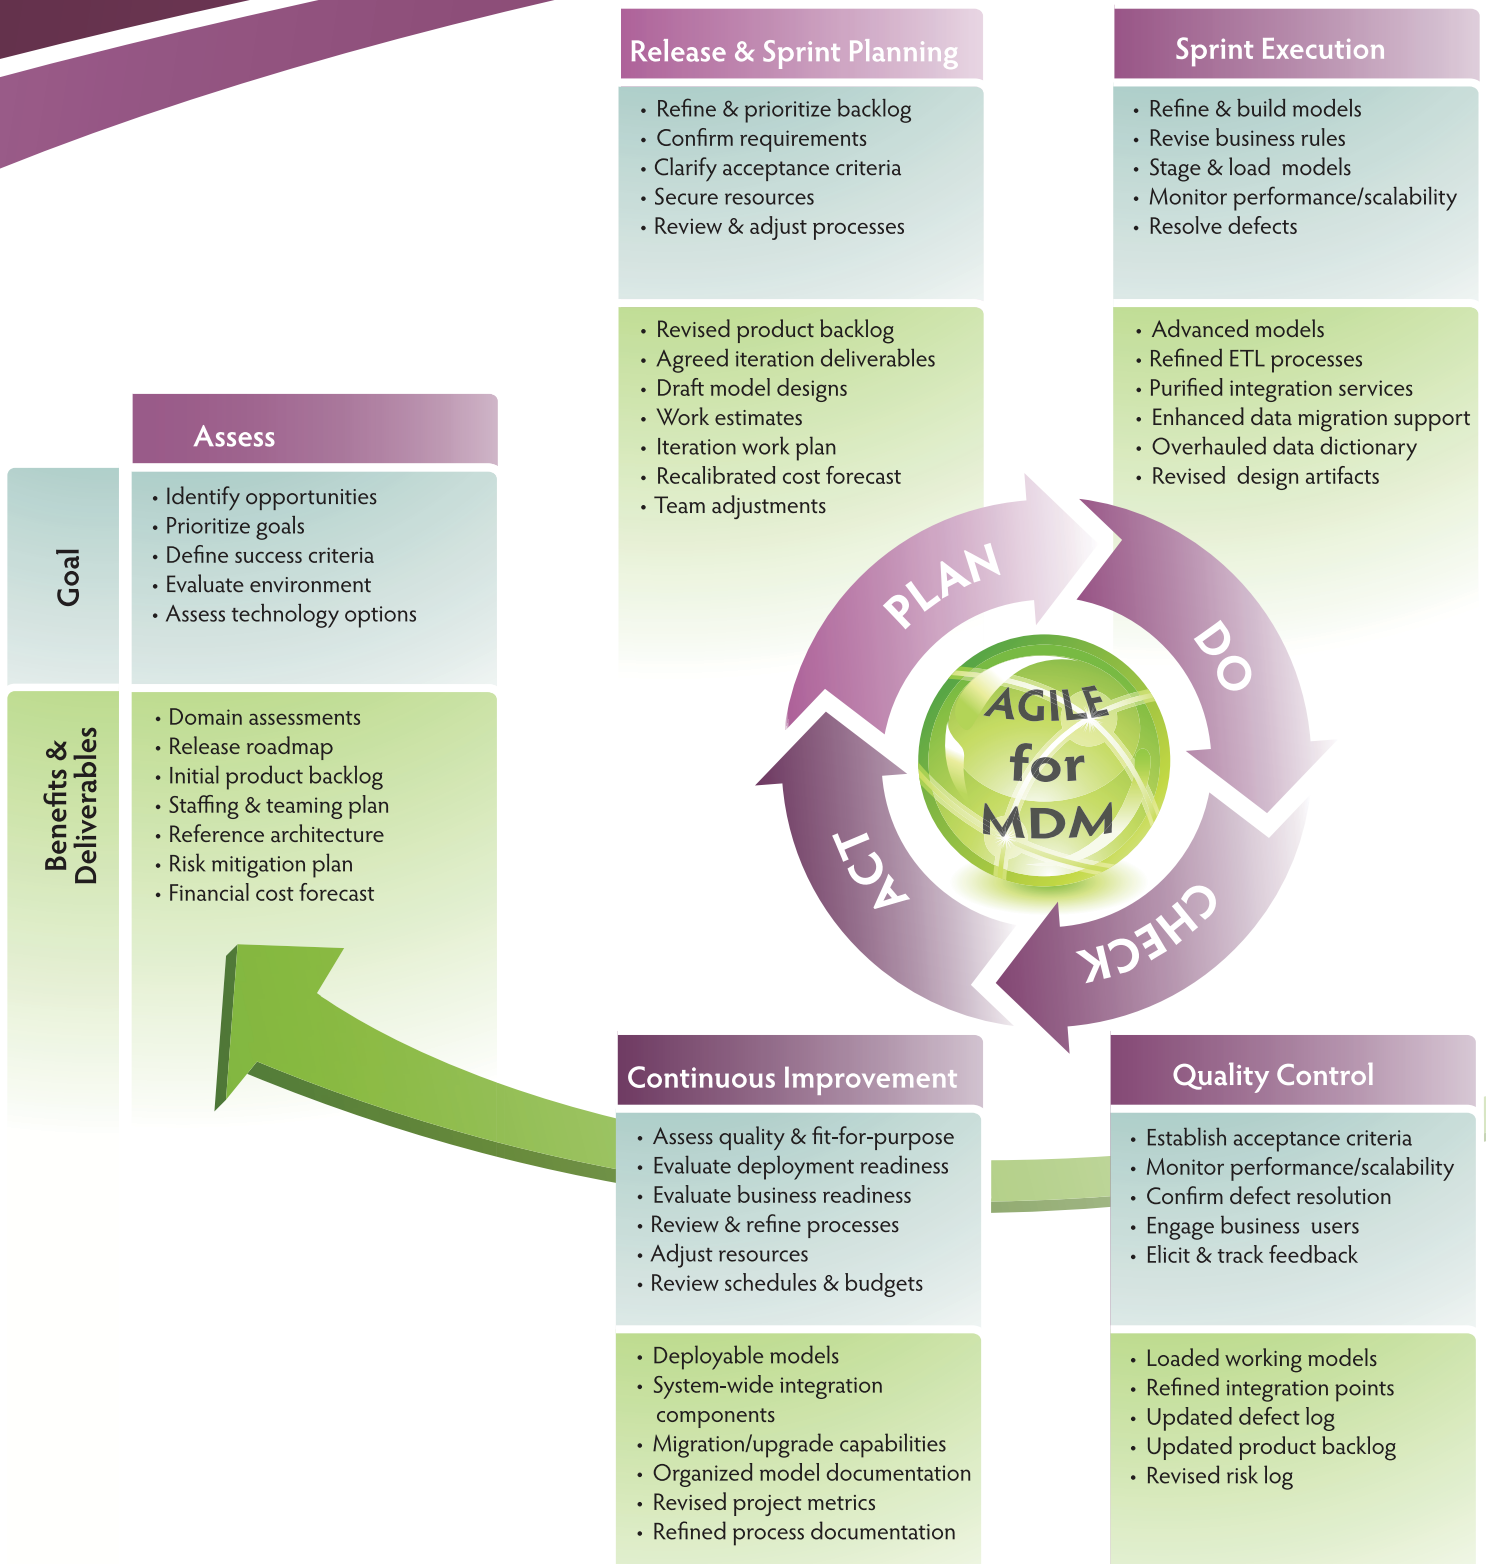 Release & Sprint Planning
• Refine & prioritize backlog
• Confirm requirements
• Clarify acceptance criteria
• Secure resources
• Review & adjust processes
• Revised product backlog
• Agreed iteration deliverables
• Draft model designs
• Work estimates
• Iteration work plan
• Recalibrated cost forecast
• Team adjustments
Sprint Execution
• Refine & build models
• Revise business rules
• Stage & load models
• Monitor performance/scalability
• Resolve defects
• Advanced models
• Refined ETL processes
• Purified integration services
• Enhanced data migration support
• Overhauled data dictionary
• Revised design artifacts
Assess
Goal
• Identify opportunities
• Prioritize goals
• Define success criteria
• Evaluate environment
• Assess technology options
Benefits &
Deliverables
• Domain assessments
• Release roadmap
• Initial product backlog
• Staffing & teaming plan
• Reference architecture
• Risk mitigation plan
• Financial cost forecast
PLAN
DO
CHECK
ACT
AGILE
for
MDM
Continuous Improvement
• Assess quality & fit-for-purpose
• Evaluate deployment readiness
• Evaluate business readiness
• Review & refine processes
• Adjust resources
• Review schedules & budgets
• Deployable models
• System-wide integration
components
• Migration/upgrade capabilities
• Organized model documentation
• Revised project metrics
• Refined process documentation
Quality Control
• Establish acceptance criteria
• Monitor performance/scalability
• Confirm defect resolution
• Engage business users
• Elicit & track feedback
• Loaded working models
• Refined integration points
• Updated defect log
• Updated product backlog
• Revised risk log